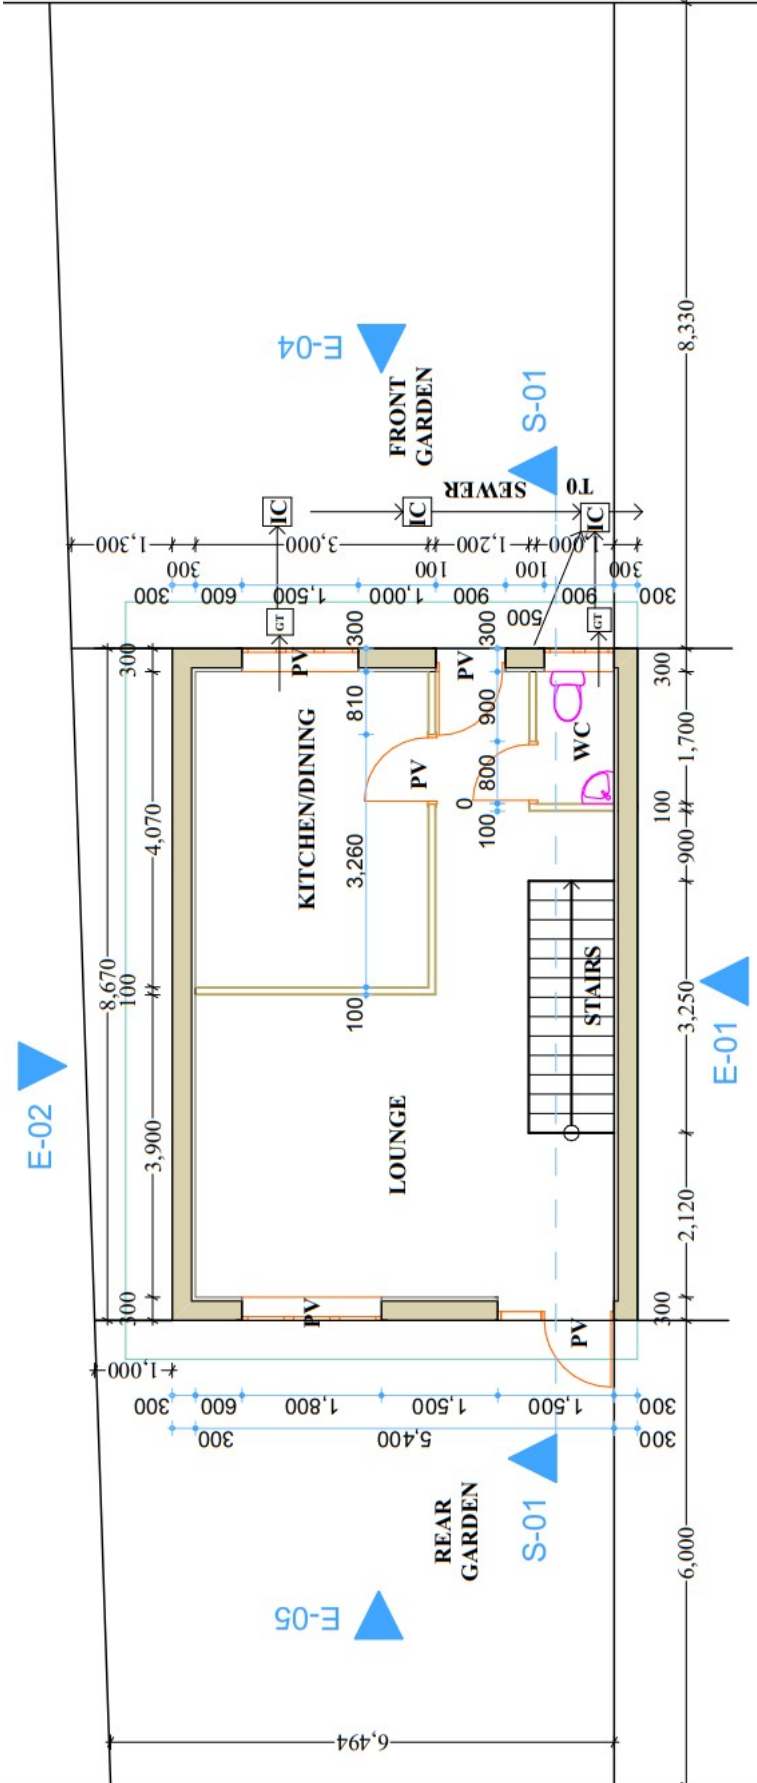 E-04
8,330
FRONT
GARDEN
S-01
IC
IC
SEWER
T0
IC
1,300
3,000
1,200
1,000
300
300
100
100
300
300
600
1,500
1,000
900
900
300
GT
500
GT
300
PV
300
PV
300
300
810
900
1,700
KITCHEN/DINING
WC
4,070
PV
800
0
100
100
3,260
900
8,670
100
100
STAIRS
3,250
E-01
E-02
LOUNGE
3,900
2,120
300
PV
PV
300
1,000
300
600
1,800
1,500
1,500
300
300
5,400
300
REAR
GARDEN
S-01
6,000
E-05
6,494